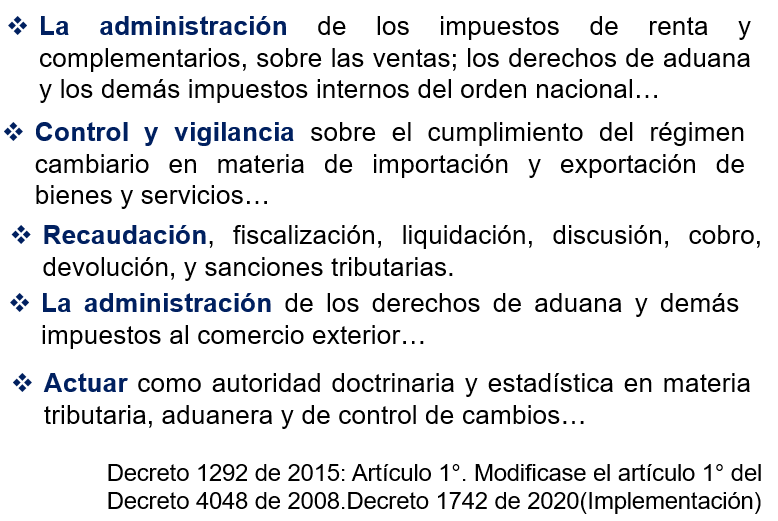 ❖ La administración de los impuestos de renta y
complementarios, sobre las ventas; los derechos de aduana
y los demás impuestos internos del orden nacional…
❖ Control y vigilancia sobre el cumplimiento del régimen
cambiario en materia de importación y exportación de
bienes y servicios…
❖ Recaudación, fiscalización, liquidación, discusión, cobro,
devolución, y sanciones tributarias.
❖ La administración de los derechos de aduana y demás
impuestos al comercio exterior…
❖ Actuar como autoridad doctrinaria y estadística en materia
tributaria, aduanera y de control de cambios…
Decreto 1292 de 2015: Artículo 1°. Modificase el artículo 1° del
Decreto 4048 de 2008.Decreto 1742 de 2020(Implementación)